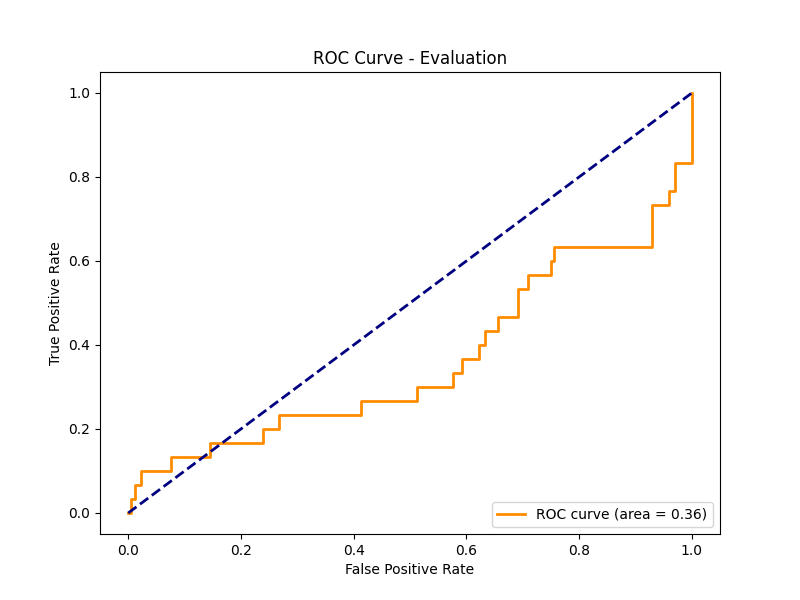 ROC Curve - Evaluation
1.0
0.8
0.6
0.4
0.2
0.0
True Positive Rate
ROC curve (area = 0.36)
0.0 0.2 0.4 0.6 0.8 1.0
False Positive Rate